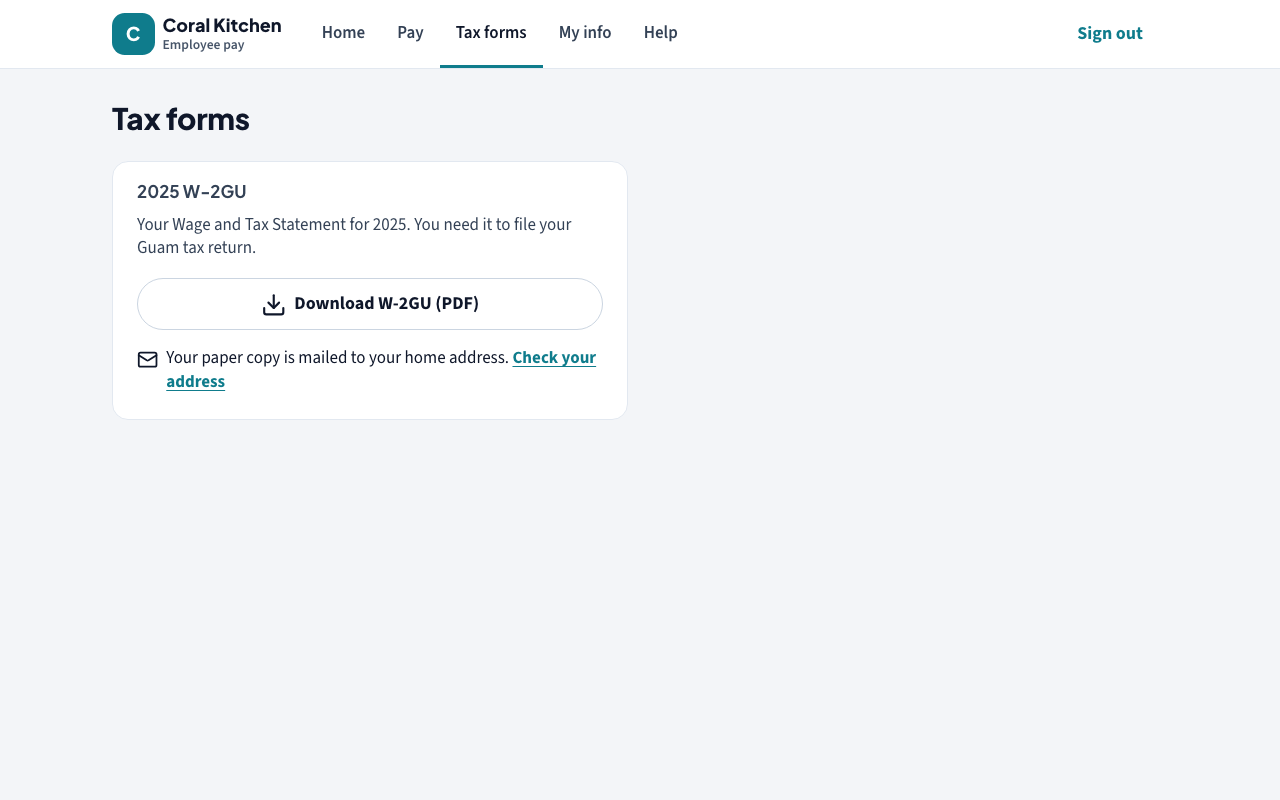 C
Coral Kitchen
Employee pay
Home
Pay
Tax forms
My info
Help
Sign out
Tax forms
2025 W-2GU
Your Wage and Tax Statement for 2025. You need it to file your
Guam tax return.
Download W-2GU (PDF)
Your paper copy is mailed to your home address. Check your
address